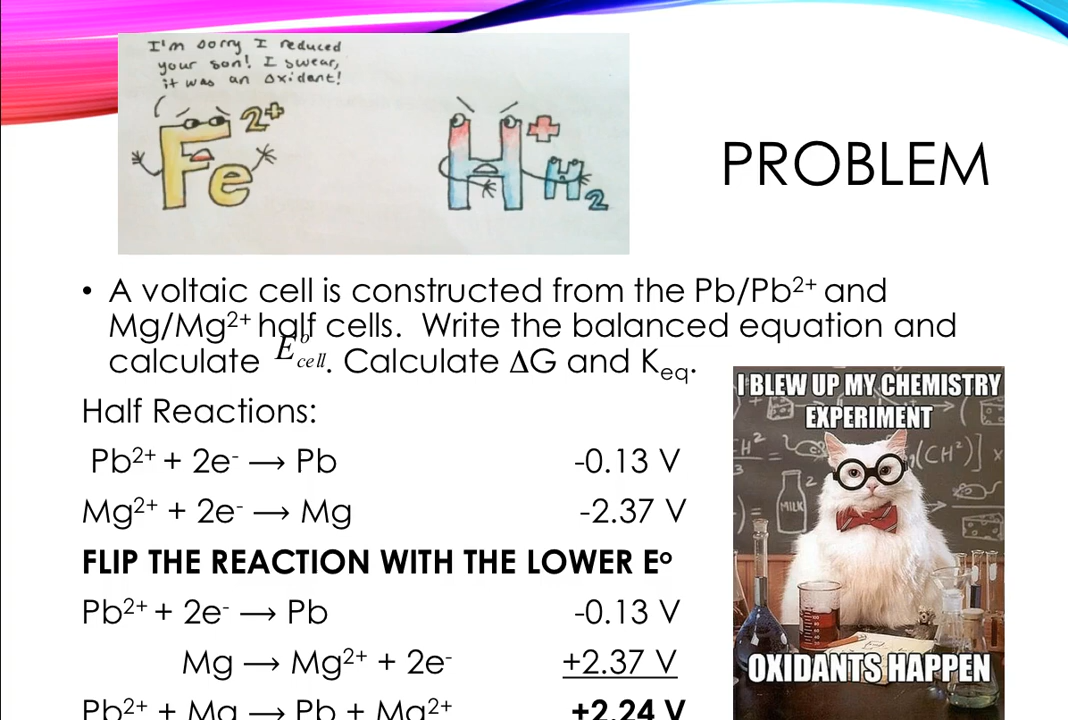 I'm sorry I reduced
your son! I swear,
it was an oxidant!
Fe2+
H+
H2
PROBLEM
• A voltaic cell is constructed from the Pb/Pb²⁺ and
Mg/Mg²⁺ half cells. Write the balanced equation and
calculate E°cell. Calculate ΔG and Keq.
I BLEW UP MY CHEMISTRY
EXPERIMENT
Half Reactions:
Pb²⁺ + 2e⁻ → Pb -0.13 V
Mg²⁺ + 2e⁻ → Mg -2.37 V
MILK
FLIP THE REACTION WITH THE LOWER Eº
Pb²⁺ + 2e⁻ → Pb -0.13 V
Mg → Mg²⁺ + 2e⁻ +2.37 V
OXIDANTS HAPPEN
Pb²⁺ + Mg → Pb + Mg²⁺ +2.24 V